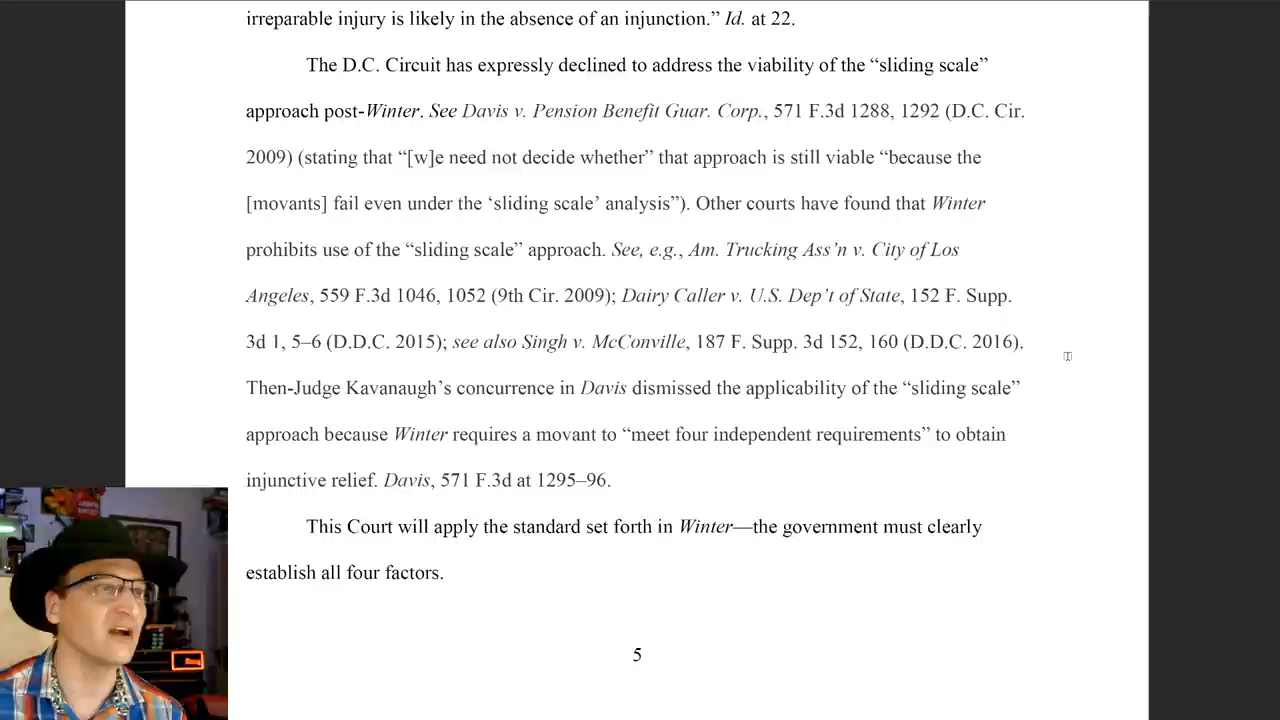 irreparable injury is likely in the absence of an injunction.” Id. at 22.
The D.C. Circuit has expressly declined to address the viability of the “sliding scale”
approach post-Winter. See Davis v. Pension Benefit Guar. Corp., 571 F.3d 1288, 1292 (D.C. Cir.
2009) (stating that “[w]e need not decide whether” that approach is still viable “because the
[movants] fail even under the ‘sliding scale’ analysis”). Other courts have found that Winter
prohibits use of the “sliding scale” approach. See, e.g., Am. Trucking Ass’n v. City of Los
Angeles, 559 F.3d 1046, 1052 (9th Cir. 2009); Dairy Caller v. U.S. Dep’t of State, 152 F. Supp.
3d 1, 5–6 (D.D.C. 2015); see also Singh v. McConville, 187 F. Supp. 3d 152, 160 (D.D.C. 2016).
Then-Judge Kavanaugh’s concurrence in Davis dismissed the applicability of the “sliding scale”
approach because Winter requires a movant to “meet four independent requirements” to obtain
injunctive relief. Davis, 571 F.3d at 1295–96.
This Court will apply the standard set forth in Winter—the government must clearly
establish all four factors.
5